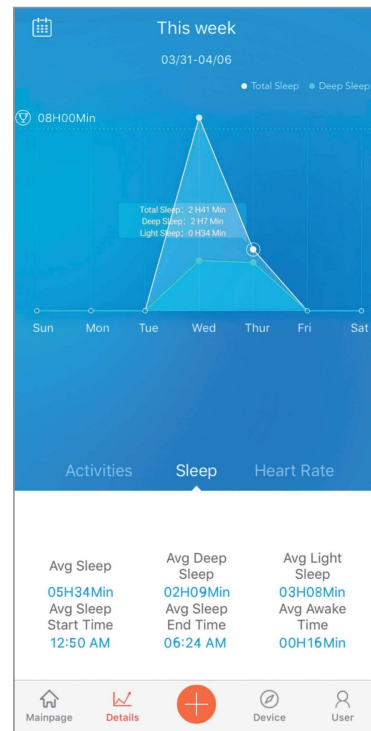 This week
03/31-04/06
Total Sleep Deep Sleep
08H00Min
Total Sleep: 2 H41 Min
Deep Sleep: 2 H7 Min
Light Sleep: 0 H34 Min
Sun Mon Tue Wed Thur Fri Sat
Activities Sleep Heart Rate
Avg Sleep
05H34Min
Avg Deep
Sleep
02H09Min
Avg Light
Sleep
03H08Min
Avg Sleep
Start Time
12:50 AM
Avg Sleep
End Time
06:24 AM
Avg Awake
Time
00H16Min
Mainpage Details Device User